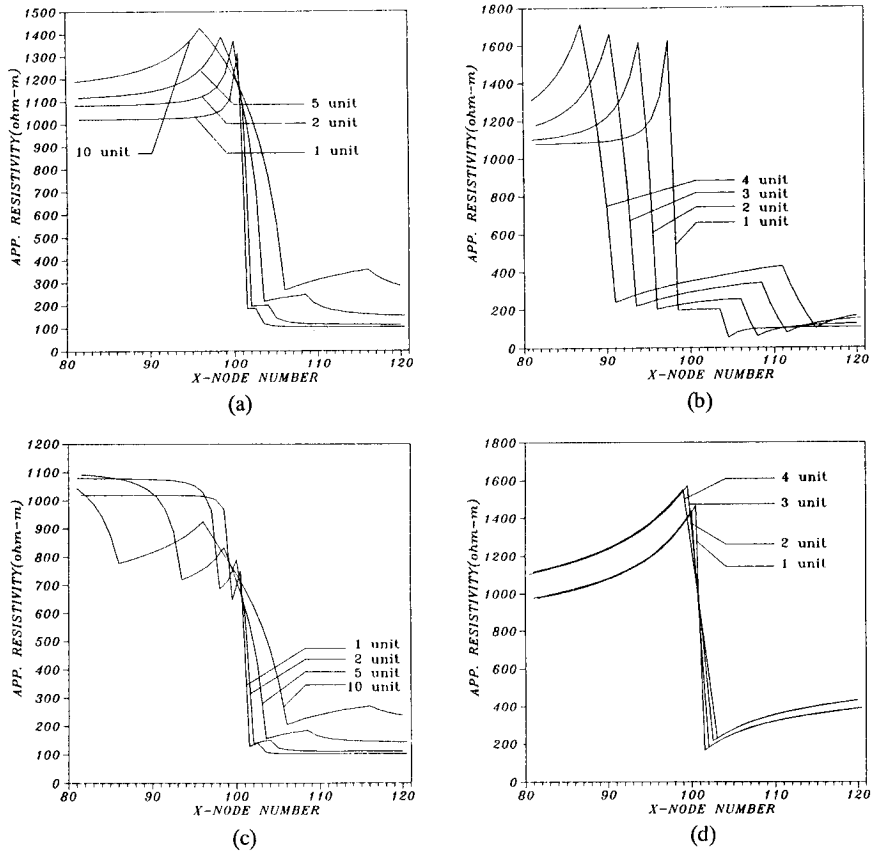 1500
1400
1300
1200
1100
1000
900
800
700
600
500
400
300
200
100
0
APP. RESISTIVITY(ohm-m)
5 unit
2 unit
10 unit
1 unit
80 90 100 110 120
X-NODE NUMBER
(a)
1800
1600
1400
1200
1000
800
600
400
200
0
APP. RESISTIVITY(ohm-m)
4 unit
3 unit
2 unit
1 unit
80 90 100 110 120
X-NODE NUMBER
(b)
1200
1100
1000
900
800
700
600
500
400
300
200
100
0
APP. RESISTIVITY(ohm-m)
1 unit
2 unit
5 unit
10 unit
80 90 100 110 120
X-NODE NUMBER
(c)
1800
1600
1400
1200
1000
800
600
400
200
0
APP. RESISTIVITY(ohm-m)
4 unit
3 unit
2 unit
1 unit
80 90 100 110 120
X-NODE NUMBER
(d)